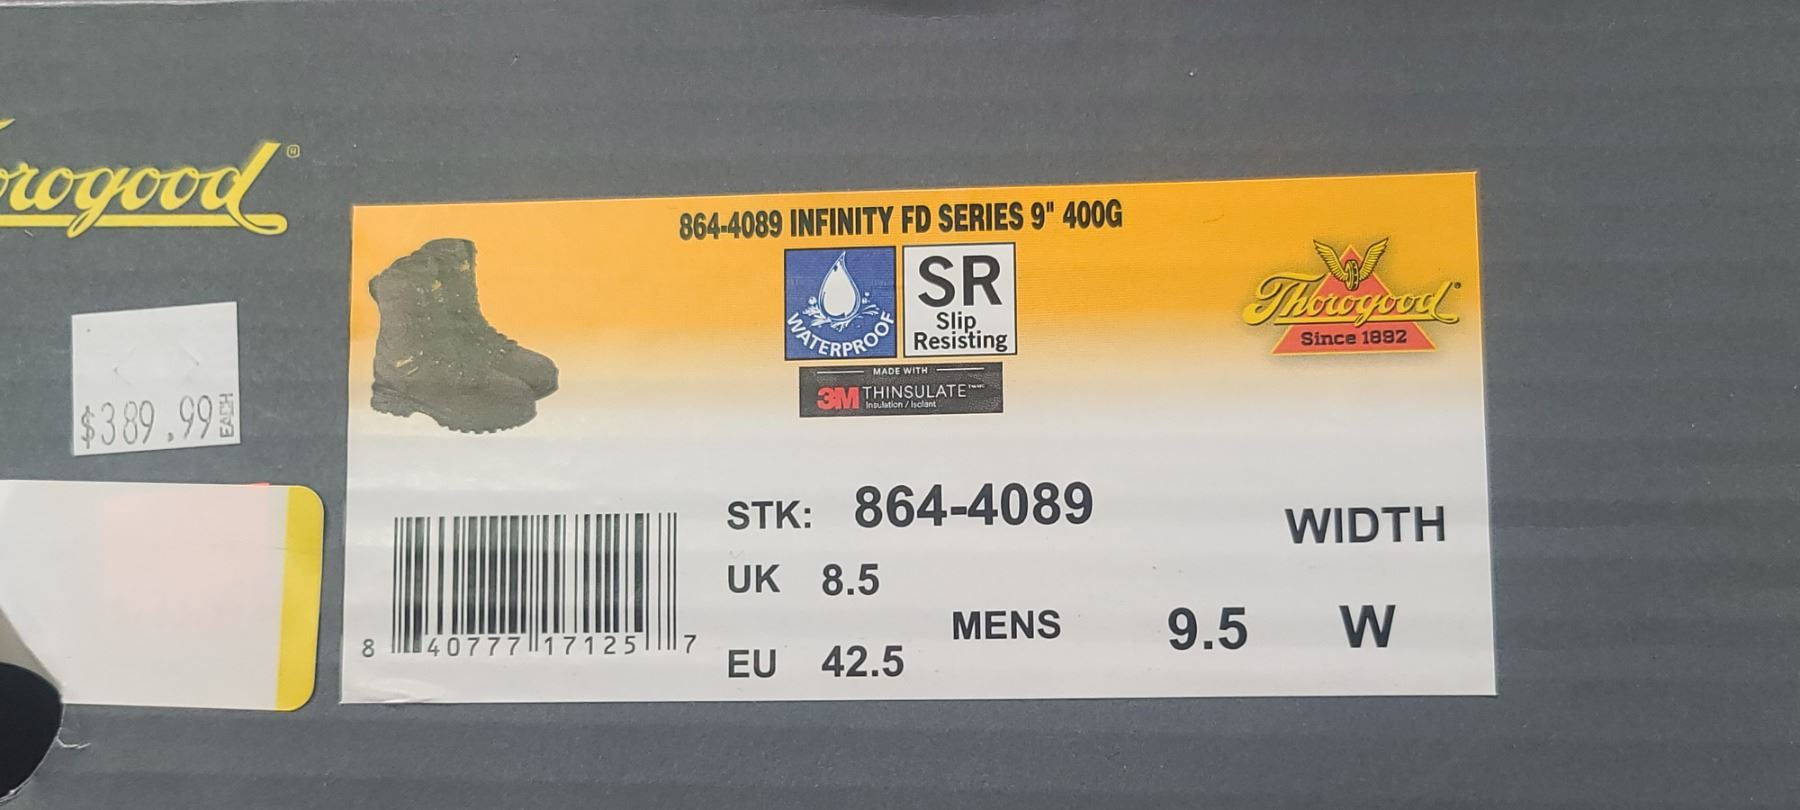 orogood
$389.99 EACH
864-4089 INFINITY FD SERIES 9" 400G
WATERPROOF
SR
Slip
Resisting
MADE WITH
3M THINSULATE
Insulation / Isolant
Thorogood®
Since 1892
STK: 864-4089
WIDTH
UK 8.5
MENS 9.5 W
EU 42.5
8 40777 17125 7